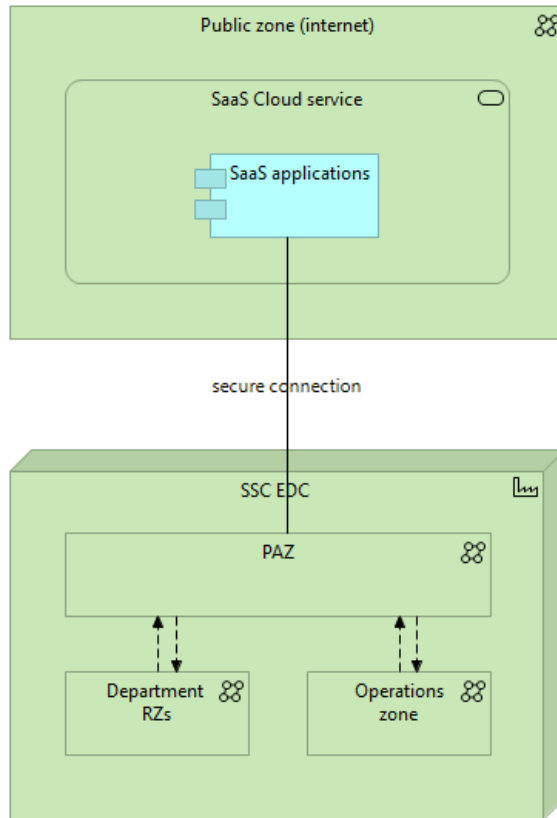 Public zone (internet)
SaaS Cloud service
SaaS applications
secure connection
SSC EDC
PAZ
Department
RZs
Operations
zone